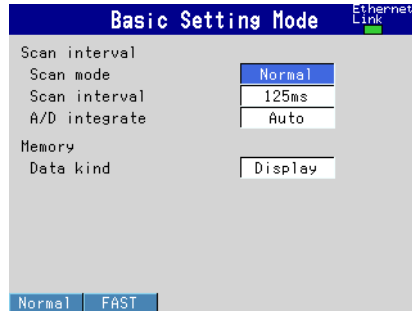 Basic Setting Mode
Ethernet
Link
Scan interval
Scan mode Normal
Scan interval 125ms
A/D integrate Auto
Memory
Data kind Display
Normal FAST